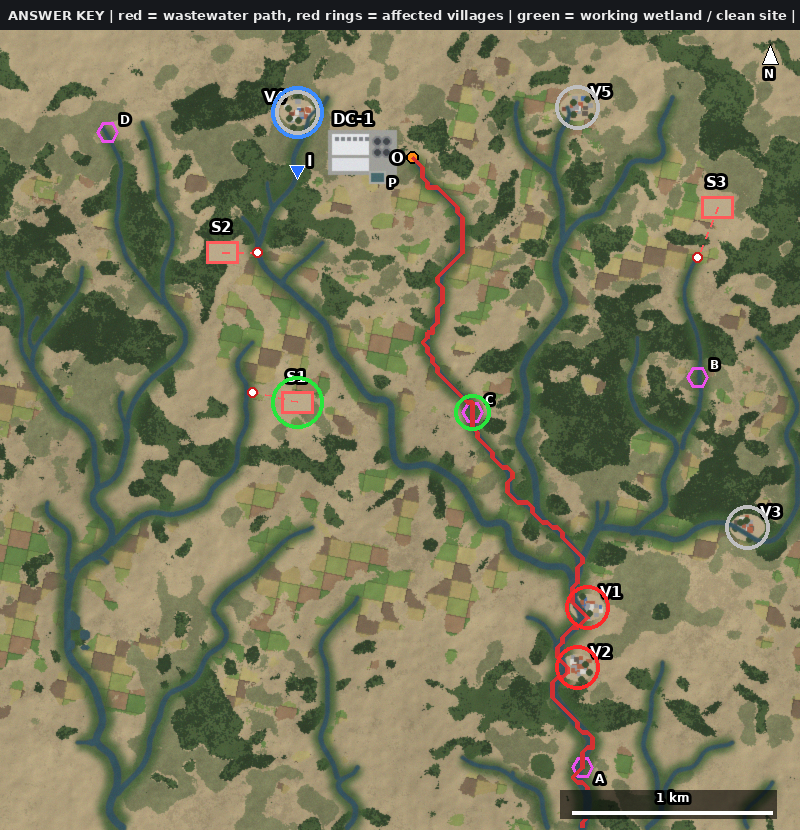 ANSWER KEY | red = wastewater path, red rings = affected villages | green = working wetland / clean site |
N
D
V5
DC-1
O
I
P
S3
S2
B
S1
C
V3
V1
V2
A
1 km